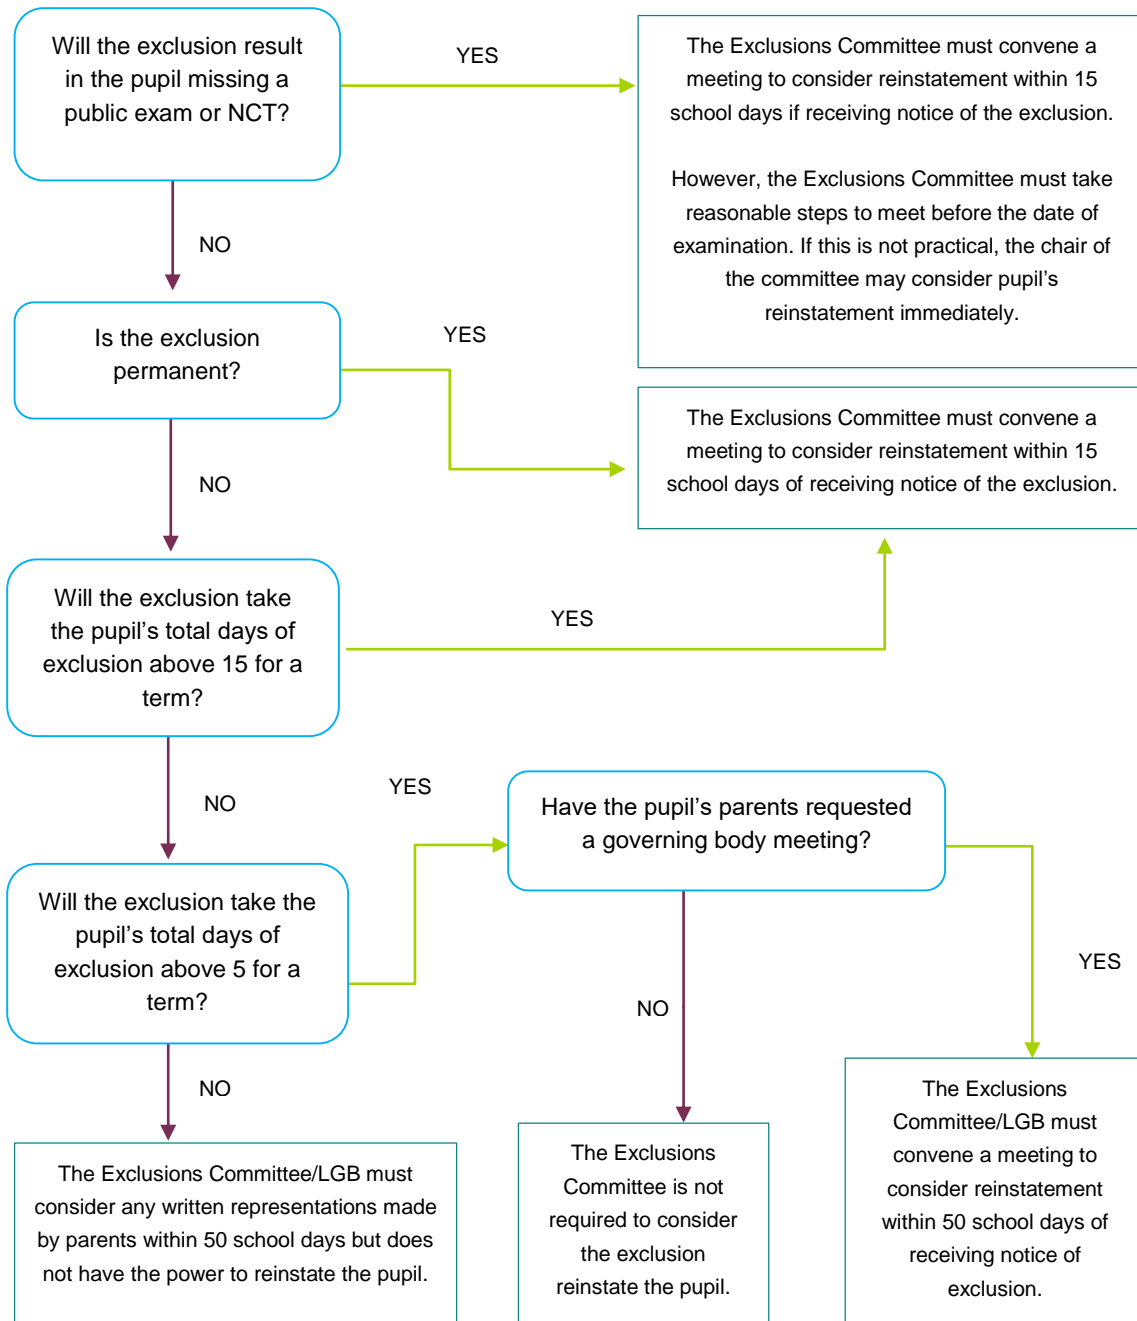 Will the exclusion result
in the pupil missing a
public exam or NCT?
YES
The Exclusions Committee must convene a
meeting to consider reinstatement within 15
school days if receiving notice of the exclusion.
However, the Exclusions Committee must take
reasonable steps to meet before the date of
examination. If this is not practical, the chair of
the committee may consider pupil’s
reinstatement immediately.
NO
Is the exclusion
permanent?
YES
The Exclusions Committee must convene a
meeting to consider reinstatement within 15
school days of receiving notice of the exclusion.
NO
Will the exclusion take
the pupil’s total days of
exclusion above 15 for a
term?
YES
NO
YES
Have the pupil’s parents requested
a governing body meeting?
Will the exclusion take the
pupil’s total days of
exclusion above 5 for a
term?
NO
YES
NO
The Exclusions Committee/LGB must
consider any written representations made
by parents within 50 school days but does
not have the power to reinstate the pupil.
The Exclusions
Committee is not
required to consider
the exclusion
reinstate the pupil.
The Exclusions
Committee/LGB must
convene a meeting to
consider reinstatement
within 50 school days of
receiving notice of
exclusion.